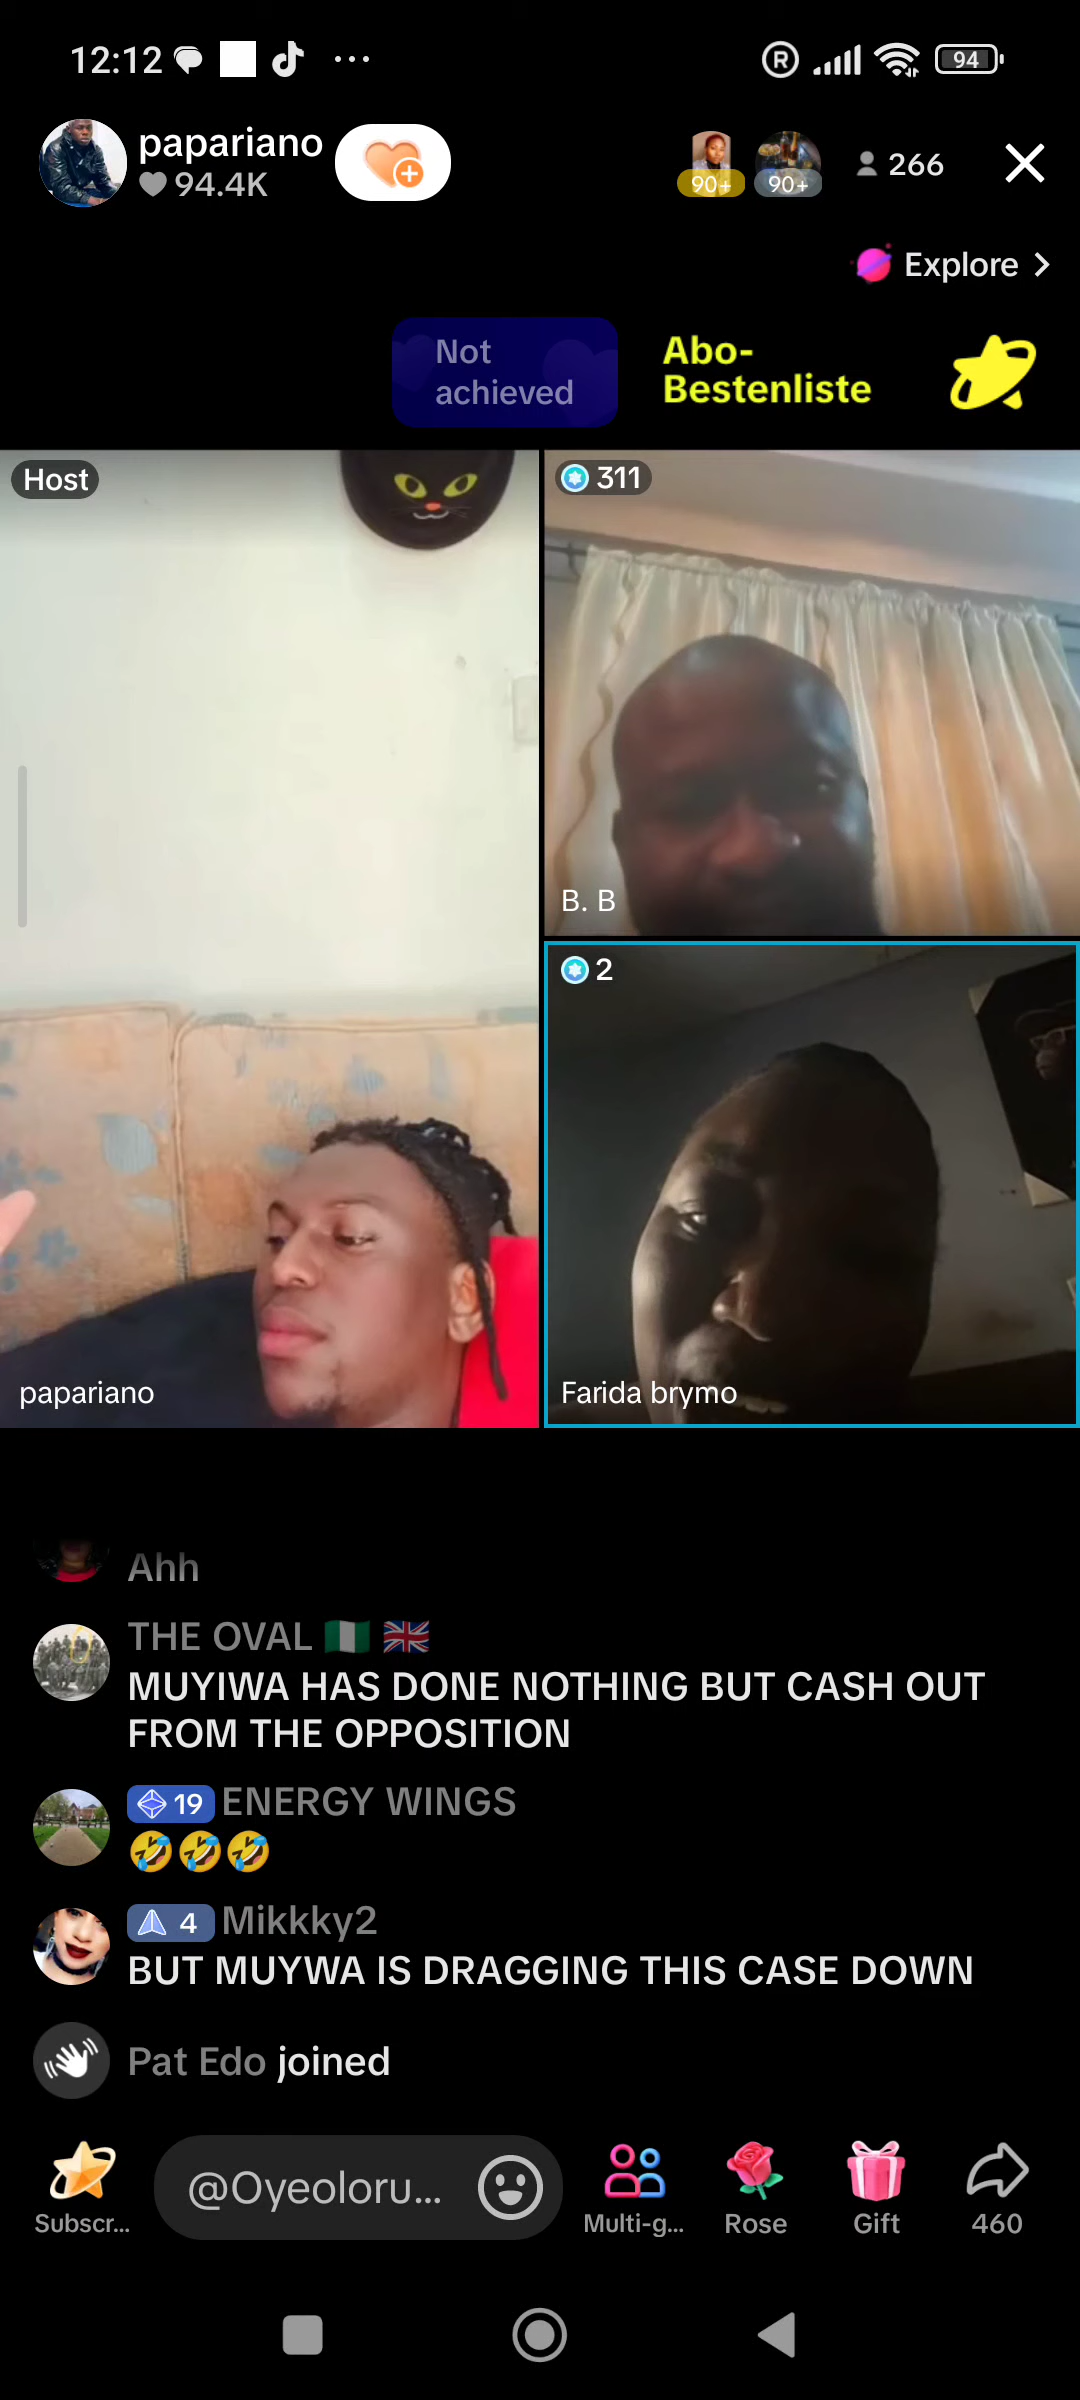 12:12
R
94
papariano
94.4K
90+
90+
266
Explore
Not
achieved
Abo-
Bestenliste
Host
311
B. B
2
papariano
Farida brymo
Ahh
THE OVAL 🇳🇬 🇬🇧
MUYIWA HAS DONE NOTHING BUT CASH OUT
FROM THE OPPOSITION
19 ENERGY WINGS
🤣🤣🤣
4 Mikkky2
BUT MUYWA IS DRAGGING THIS CASE DOWN
Pat Edo joined
@Oyeoloru...
Subscr...
Multi-g...
Rose
Gift
460